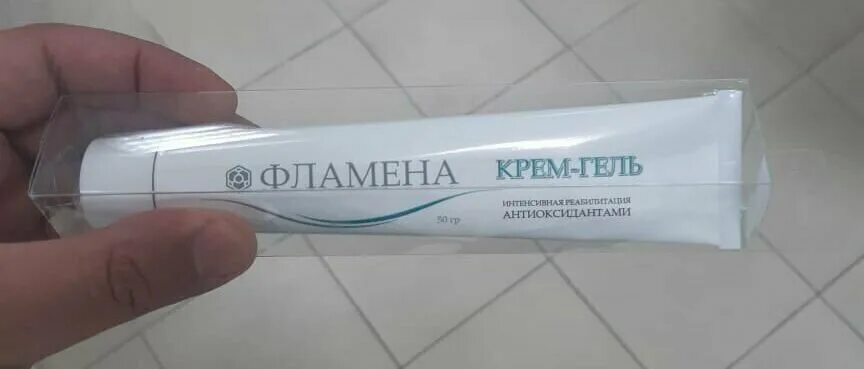 ФЛАМЕНА
КРЕМ-ГЕЛЬ
ИНТЕНСИВНАЯ РЕАБИЛИТАЦИЯ
АНТИОКСИДАНТАМИ
50 гр